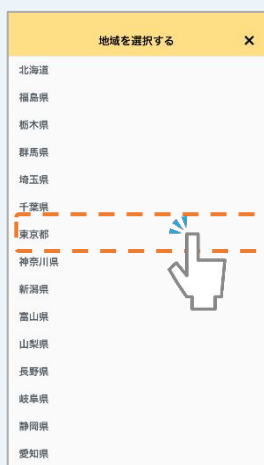 地域を選択する ×
北海道
福島県
栃木県
群馬県
埼玉県
千葉県
東京都
神奈川県
新潟県
富山県
山梨県
長野県
岐阜県
静岡県
愛知県